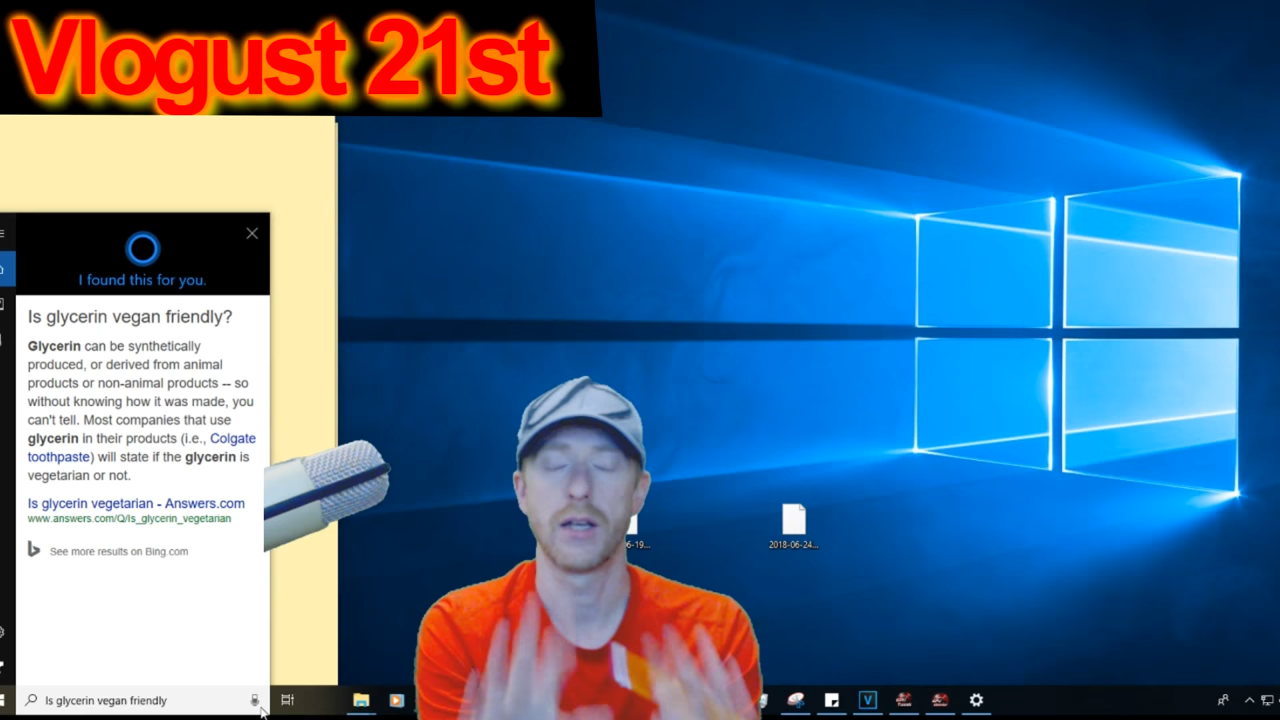 Vlogust 21st
I found this for you.
Is glycerin vegan friendly?
Glycerin can be synthetically
produced, or derived from animal
products or non-animal products -- so
without knowing how it was made, you
can't tell. Most companies that use
glycerin in their products (i.e., Colgate
toothpaste) will state if the glycerin is
vegetarian or not.
Is glycerin vegetarian - Answers.com
www.answers.com/Q/Is_glycerin_vegetarian
See more results on Bing.com
6-19...
2018-06-24...
Is glycerin vegan friendly
V